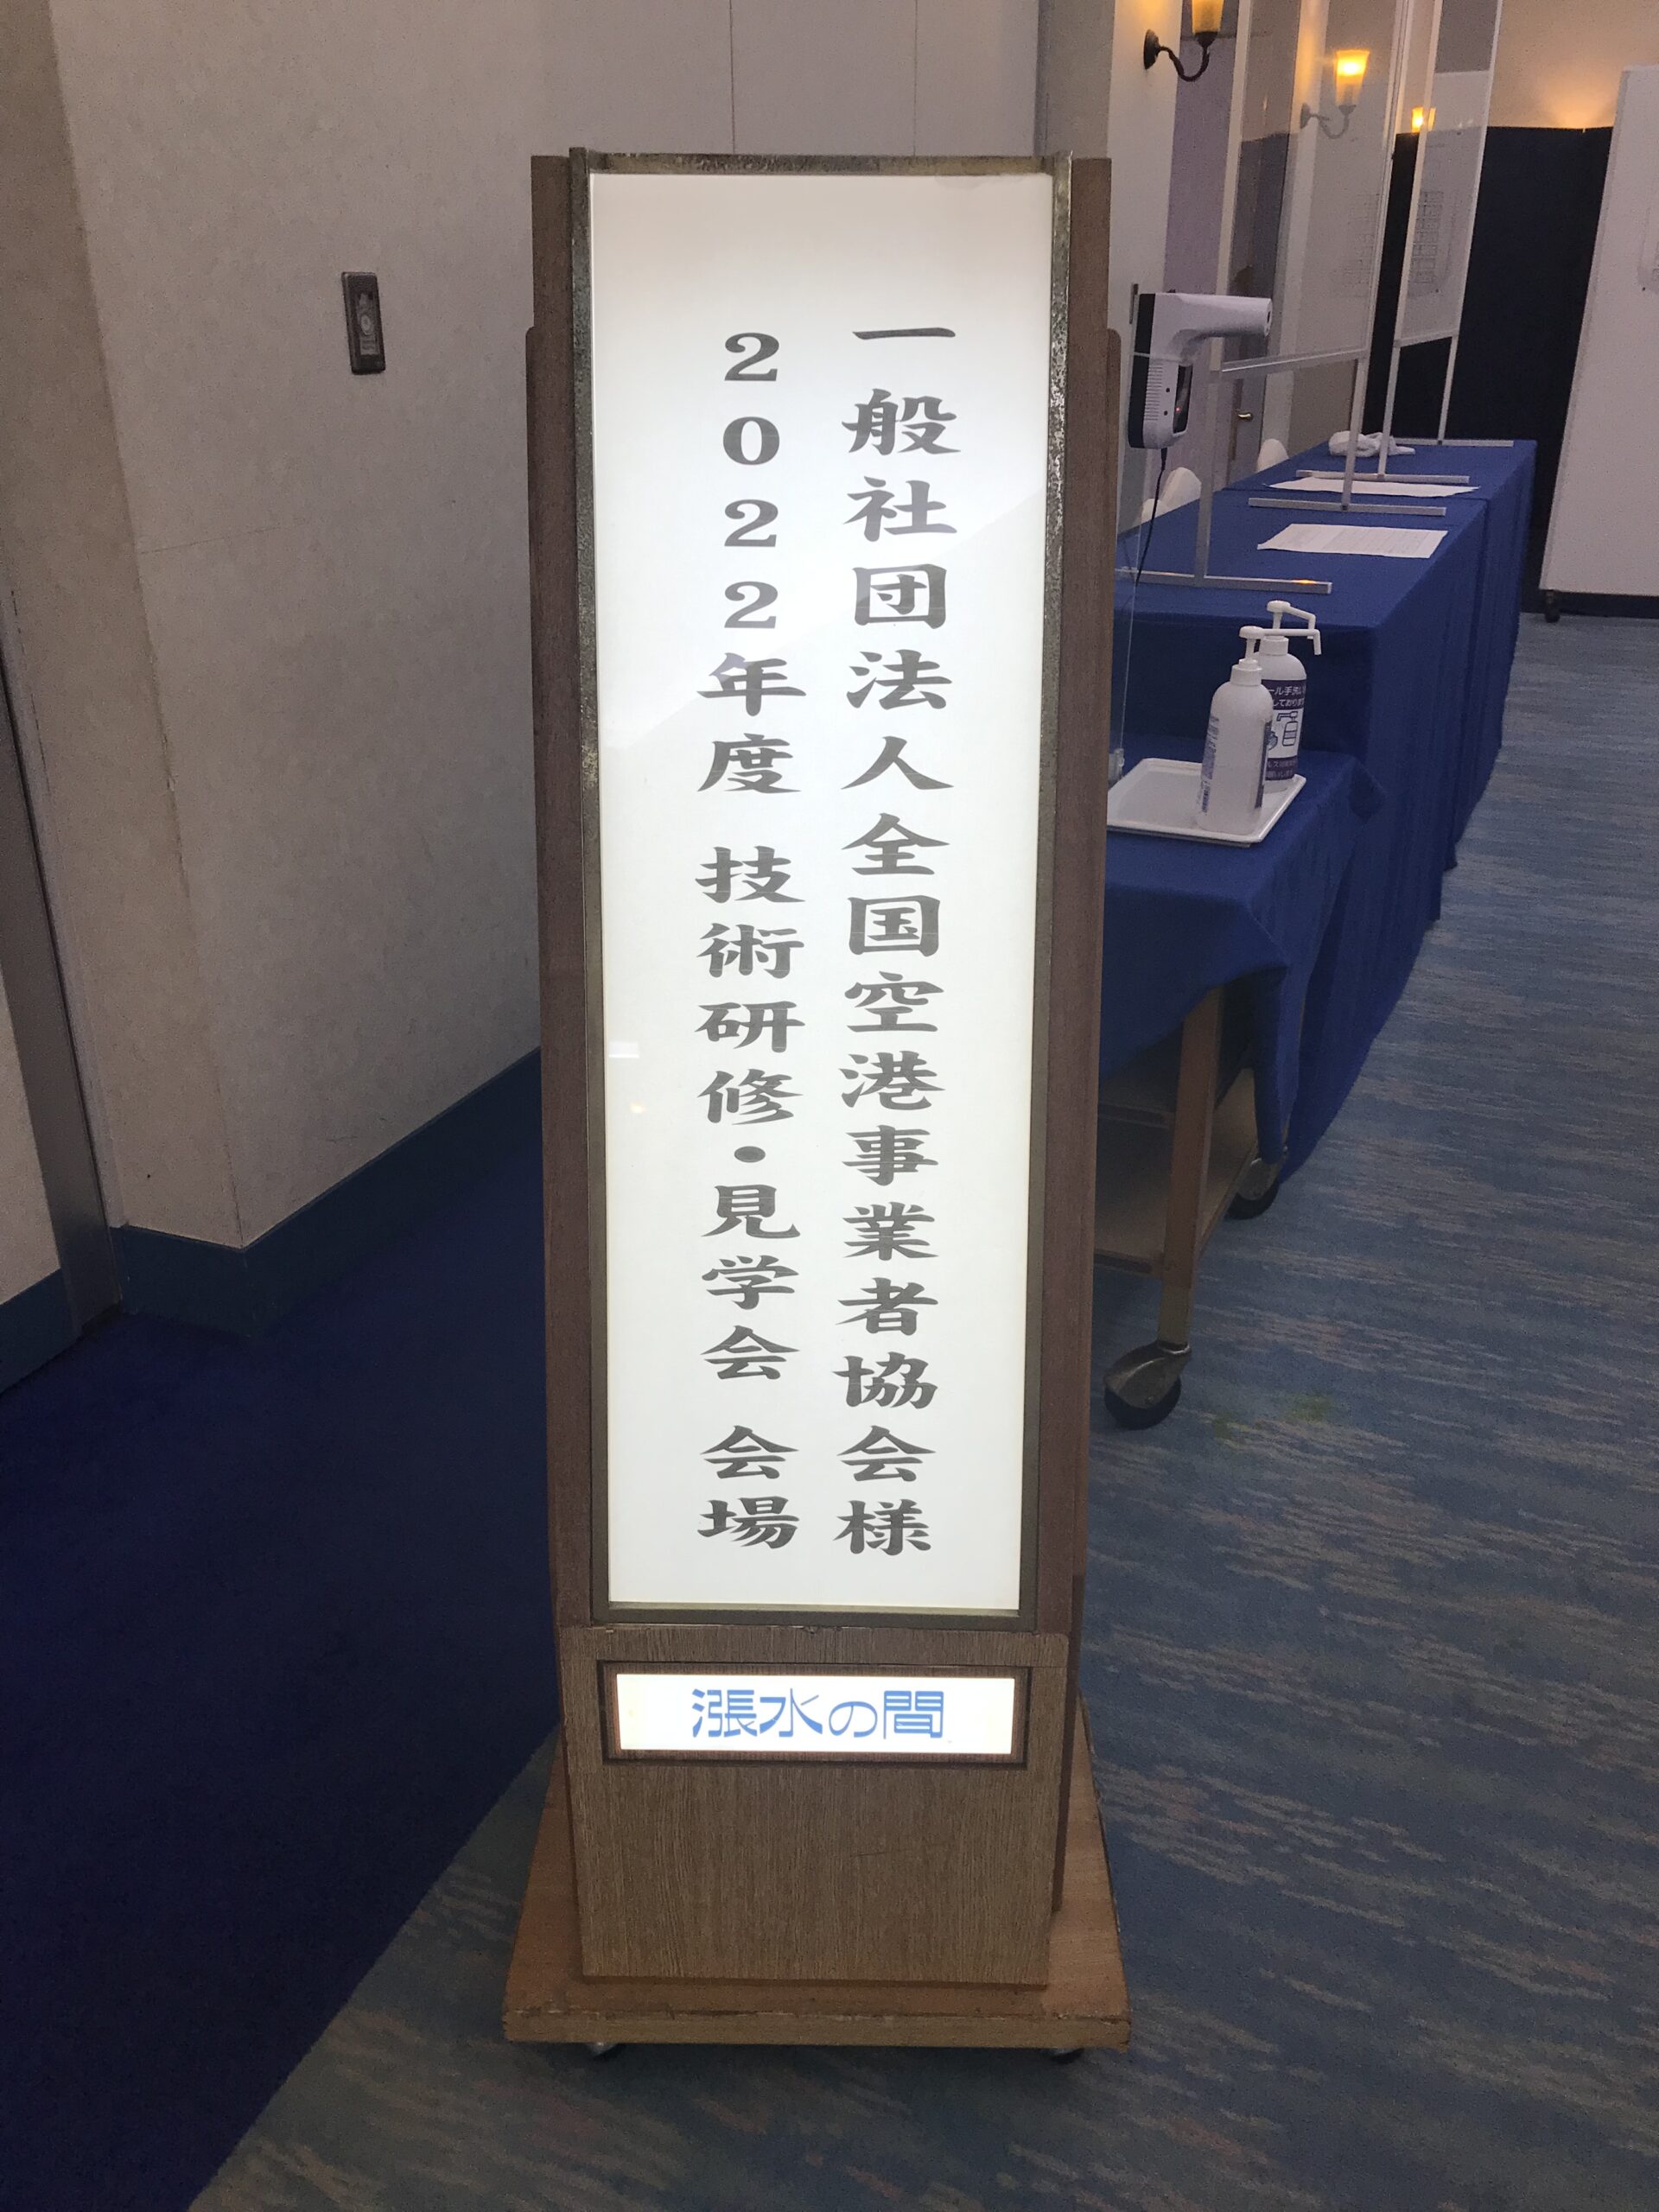 一般社団法人全国空港事業者協会様
2022年度 技術研修・見学会 会場
漲水の間